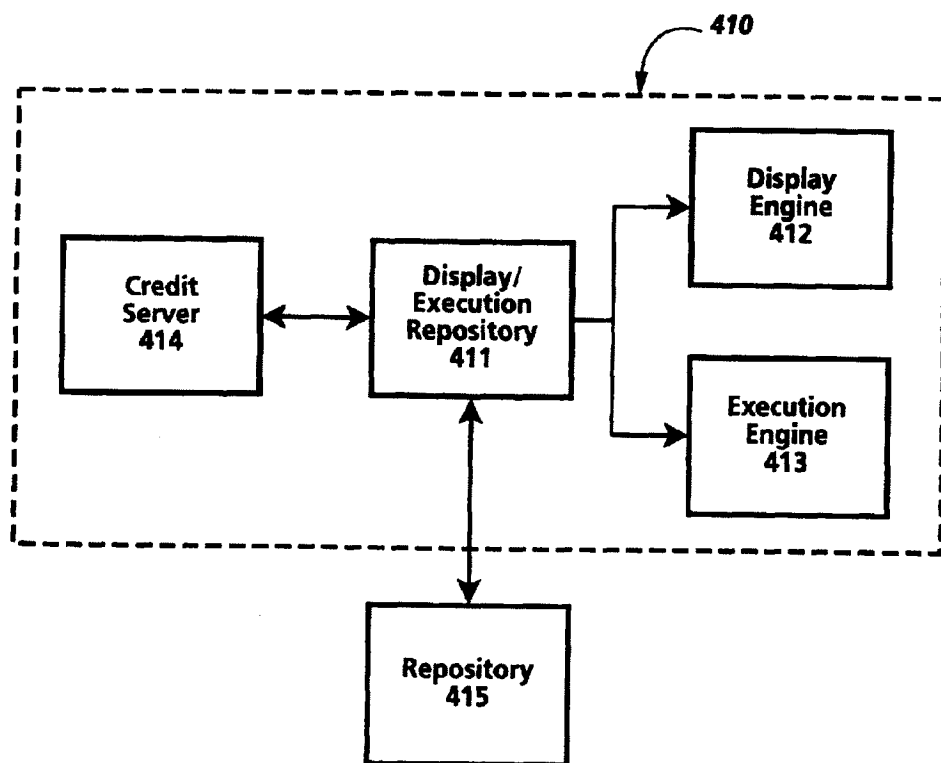 410
Display
Engine
412
Credit
Server
414
Display/
Execution
Repository
411
Execution
Engine
413
Repository
415